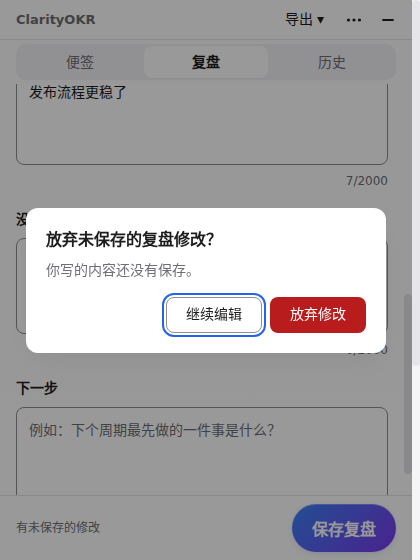 ClarityOKR
导出 ▾ ··· −
便签 复盘 历史
发布流程更稳了
7/2000
没
放弃未保存的复盘修改?
你写的内容还没有保存。
继续编辑 放弃修改
下一步
例如：下个周期最先做的一件事是什么?
有未保存的修改
保存复盘